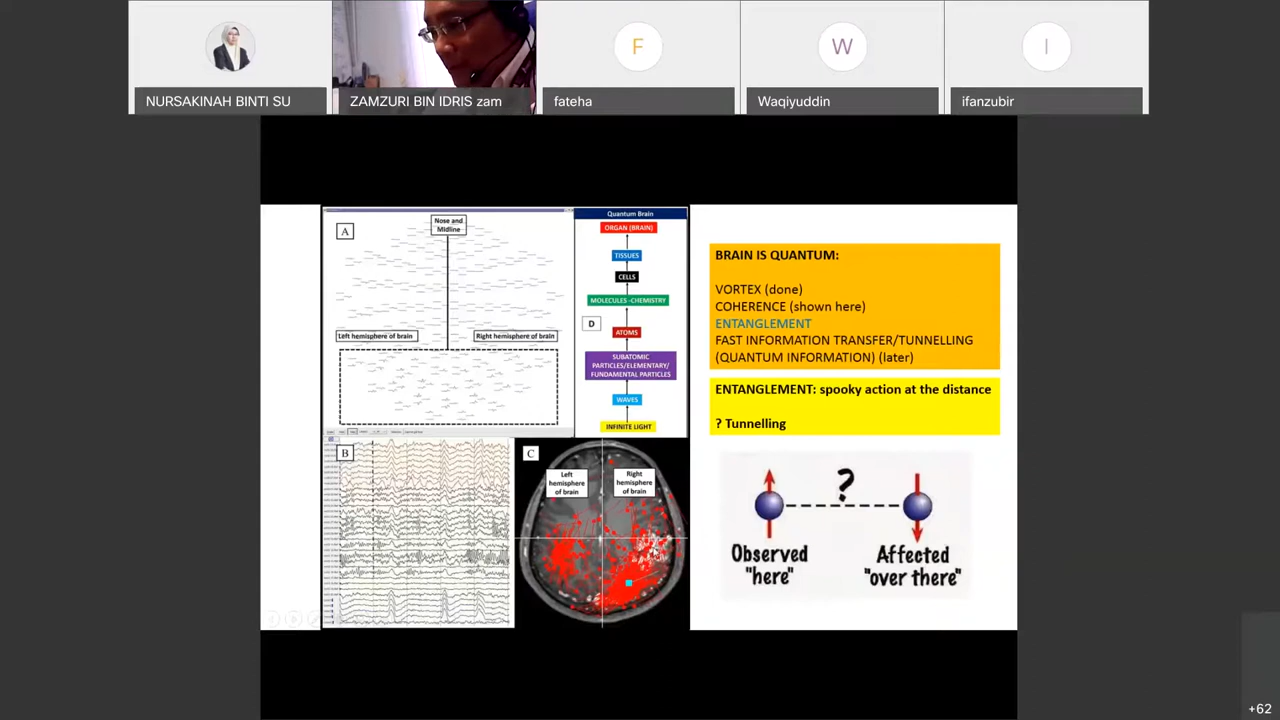 NURSAKINAH BINTI SU
ZAMZURI BIN IDRIS zam
F
fateha
W
Waqiyuddin
I
ifanzubir
A
Nose and
Midline
Left hemisphere of brain
Right hemisphere of brain
Quantum Brain
ORGAN (BRAIN)
TISSUES
CELLS
MOLECULES -CHEMISTRY
D
ATOMS
SUBATOMIC
PARTICLES/ELEMENTARY/
FUNDAMENTAL PARTICLES
WAVES
INFINITE LIGHT
B
C
Left
hemisphere
of brain
Right
hemisphere
of brain
BRAIN IS QUANTUM:
VORTEX (done)
COHERENCE (shown here)
ENTANGLEMENT
FAST INFORMATION TRANSFER/TUNNELLING
(QUANTUM INFORMATION) (later)
ENTANGLEMENT: spooky action at the distance
? Tunnelling
?
Observed
"here"
Affected
"over there"
+62